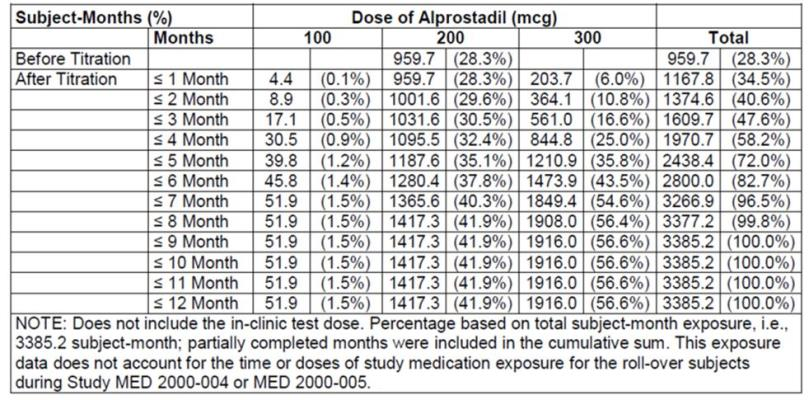 Subject-Months (%) Dose of Alprostadil (mcg)
Months 100 200 300 Total
Before Titration 959.7 (28.3%) 959.7 (28.3%)
After Titration ≤ 1 Month 4.4 (0.1%) 959.7 (28.3%) 203.7 (6.0%) 1167.8 (34.5%)
≤ 2 Month 8.9 (0.3%) 1001.6 (29.6%) 364.1 (10.8%) 1374.6 (40.6%)
≤ 3 Month 17.1 (0.5%) 1031.6 (30.5%) 561.0 (16.6%) 1609.7 (47.6%)
≤ 4 Month 30.5 (0.9%) 1095.5 (32.4%) 844.8 (25.0%) 1970.7 (58.2%)
≤ 5 Month 39.8 (1.2%) 1187.6 (35.1%) 1210.9 (35.8%) 2438.4 (72.0%)
≤ 6 Month 45.8 (1.4%) 1280.4 (37.8%) 1473.9 (43.5%) 2800.0 (82.7%)
≤ 7 Month 51.9 (1.5%) 1365.6 (40.3%) 1849.4 (54.6%) 3266.9 (96.5%)
≤ 8 Month 51.9 (1.5%) 1417.3 (41.9%) 1908.0 (56.4%) 3377.2 (99.8%)
≤ 9 Month 51.9 (1.5%) 1417.3 (41.9%) 1916.0 (56.6%) 3385.2 (100.0%)
≤ 10 Month 51.9 (1.5%) 1417.3 (41.9%) 1916.0 (56.6%) 3385.2 (100.0%)
≤ 11 Month 51.9 (1.5%) 1417.3 (41.9%) 1916.0 (56.6%) 3385.2 (100.0%)
≤ 12 Month 51.9 (1.5%) 1417.3 (41.9%) 1916.0 (56.6%) 3385.2 (100.0%)
NOTE: Does not include the in-clinic test dose. Percentage based on total subject-month exposure, i.e.,
3385.2 subject-month; partially completed months were included in the cumulative sum. This exposure
data does not account for the time or doses of study medication exposure for the roll-over subjects
during Study MED 2000-004 or MED 2000-005.